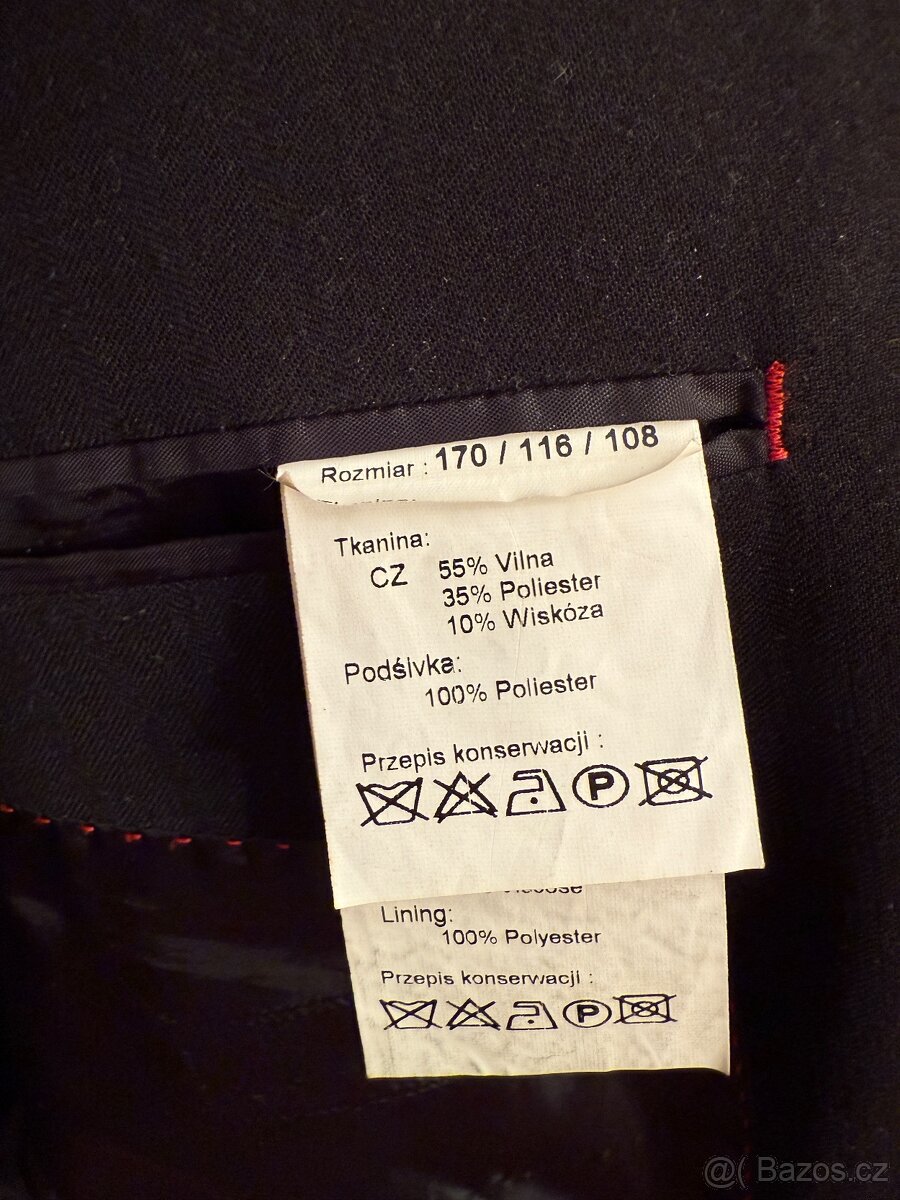 Rozmiar : 170 / 116 / 108
Tkanina:
CZ 55% Vilna
35% Poliester
10% Wiskóza
Podśivka:
100% Poliester
Przepis konserwacji :
P
Lining:
100% Polyester
Przepis konserwacji :
P
@( Bazos.cz